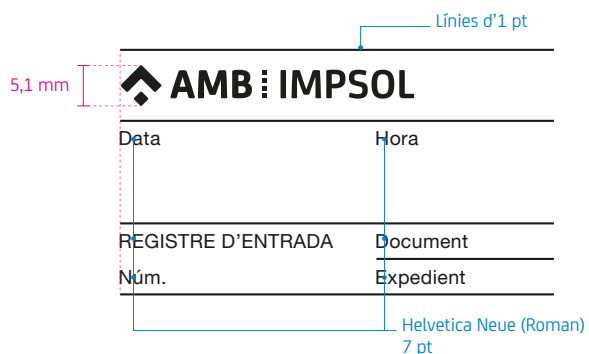 Línies d'1 pt
5,1 mm
AMB IMPSOL
Data Hora
REGISTRE D'ENTRADA Document
Núm. Expedient
Helvetica Neue (Roman)
7 pt